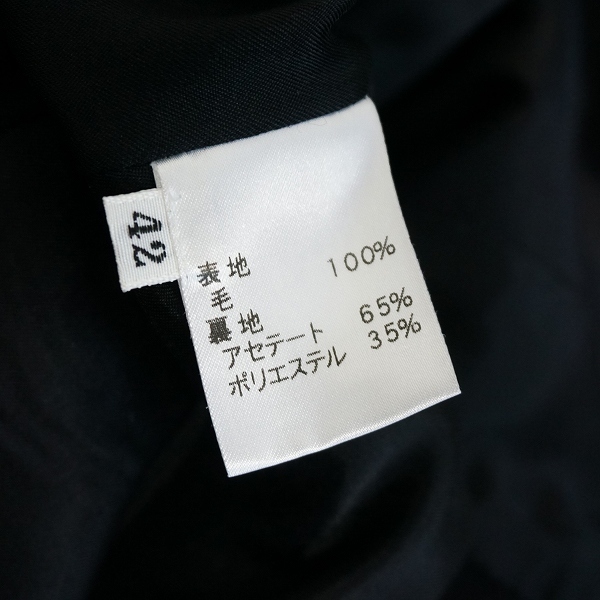 42
表地
毛 100%
裏地
アセテート 65%
ポリエステル 35%